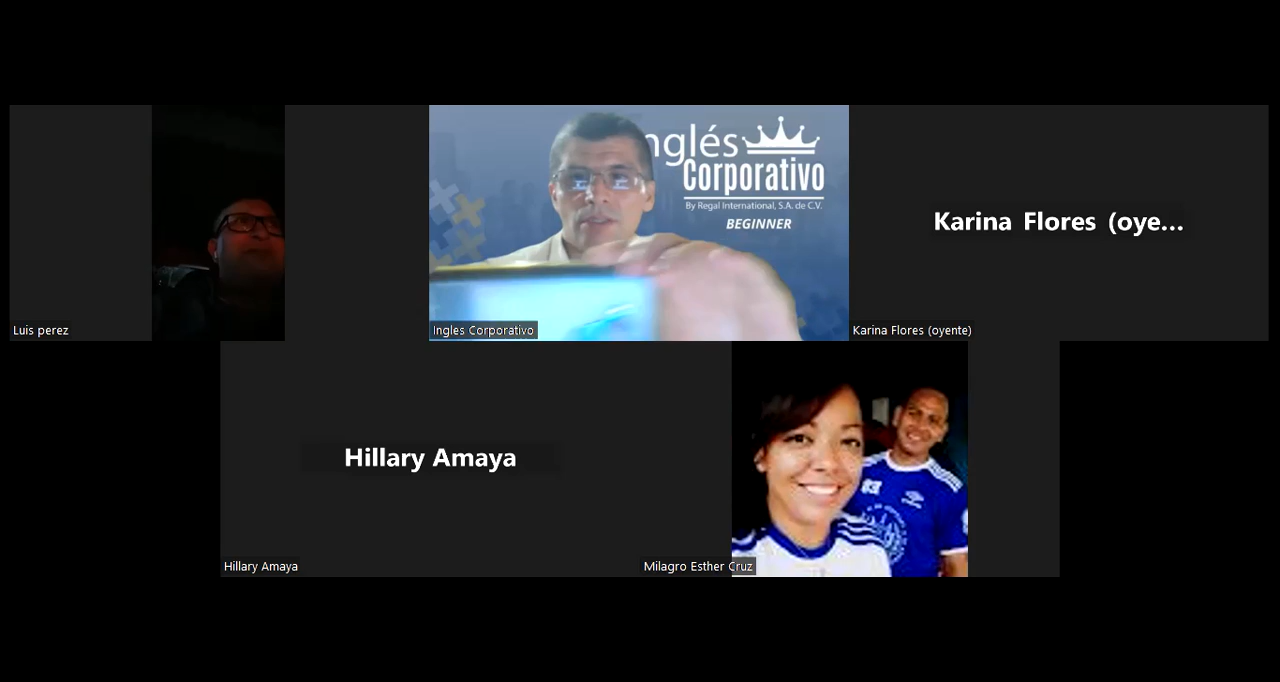 nglés
Corporativo
By Regal International, S.A. de C.V.
BEGINNER
Karina Flores (oye...
Luis perez
Ingles Corporativo
Karina Flores (oyente)
Hillary Amaya
83
Hillary Amaya
Milagro Esther Cruz